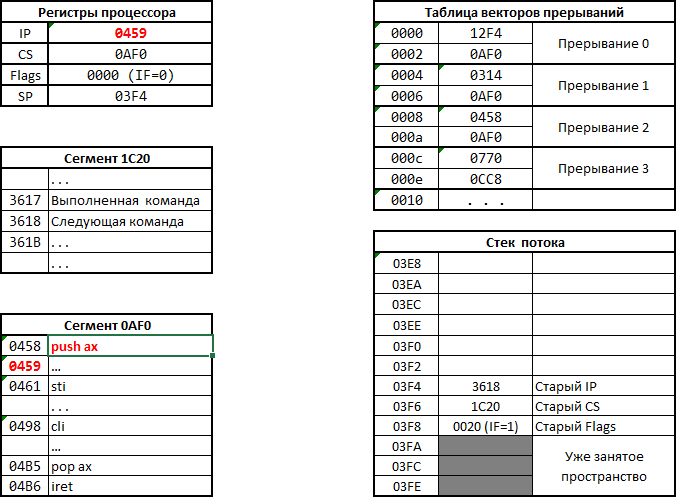 Регистры процессора
IP 0459
CS 0AF0
Flags 0000 (IF=0)
SP 03F4
Сегмент 1C20
...
3617 Выполненная команда
3618 Следующая команда
361B ...
...
Сегмент 0AF0
0458 push ax
0459 ...
0461 sti
...
0498 cli
...
04B5 pop ax
04B6 iret
Таблица векторов прерываний
0000 12F4 Прерывание 0
0002 0AF0
0004 0314 Прерывание 1
0006 0AF0
0008 0458 Прерывание 2
000a 0AF0
000c 0770 Прерывание 3
000e 0CC8
0010 . . .
Стек потока
03E8
03EA
03EC
03EE
03F0
03F2
03F4 3618 Старый IP
03F6 1C20 Старый CS
03F8 0020 (IF=1) Старый Flags
03FA
03FC
03FE
Уже занятое
пространство